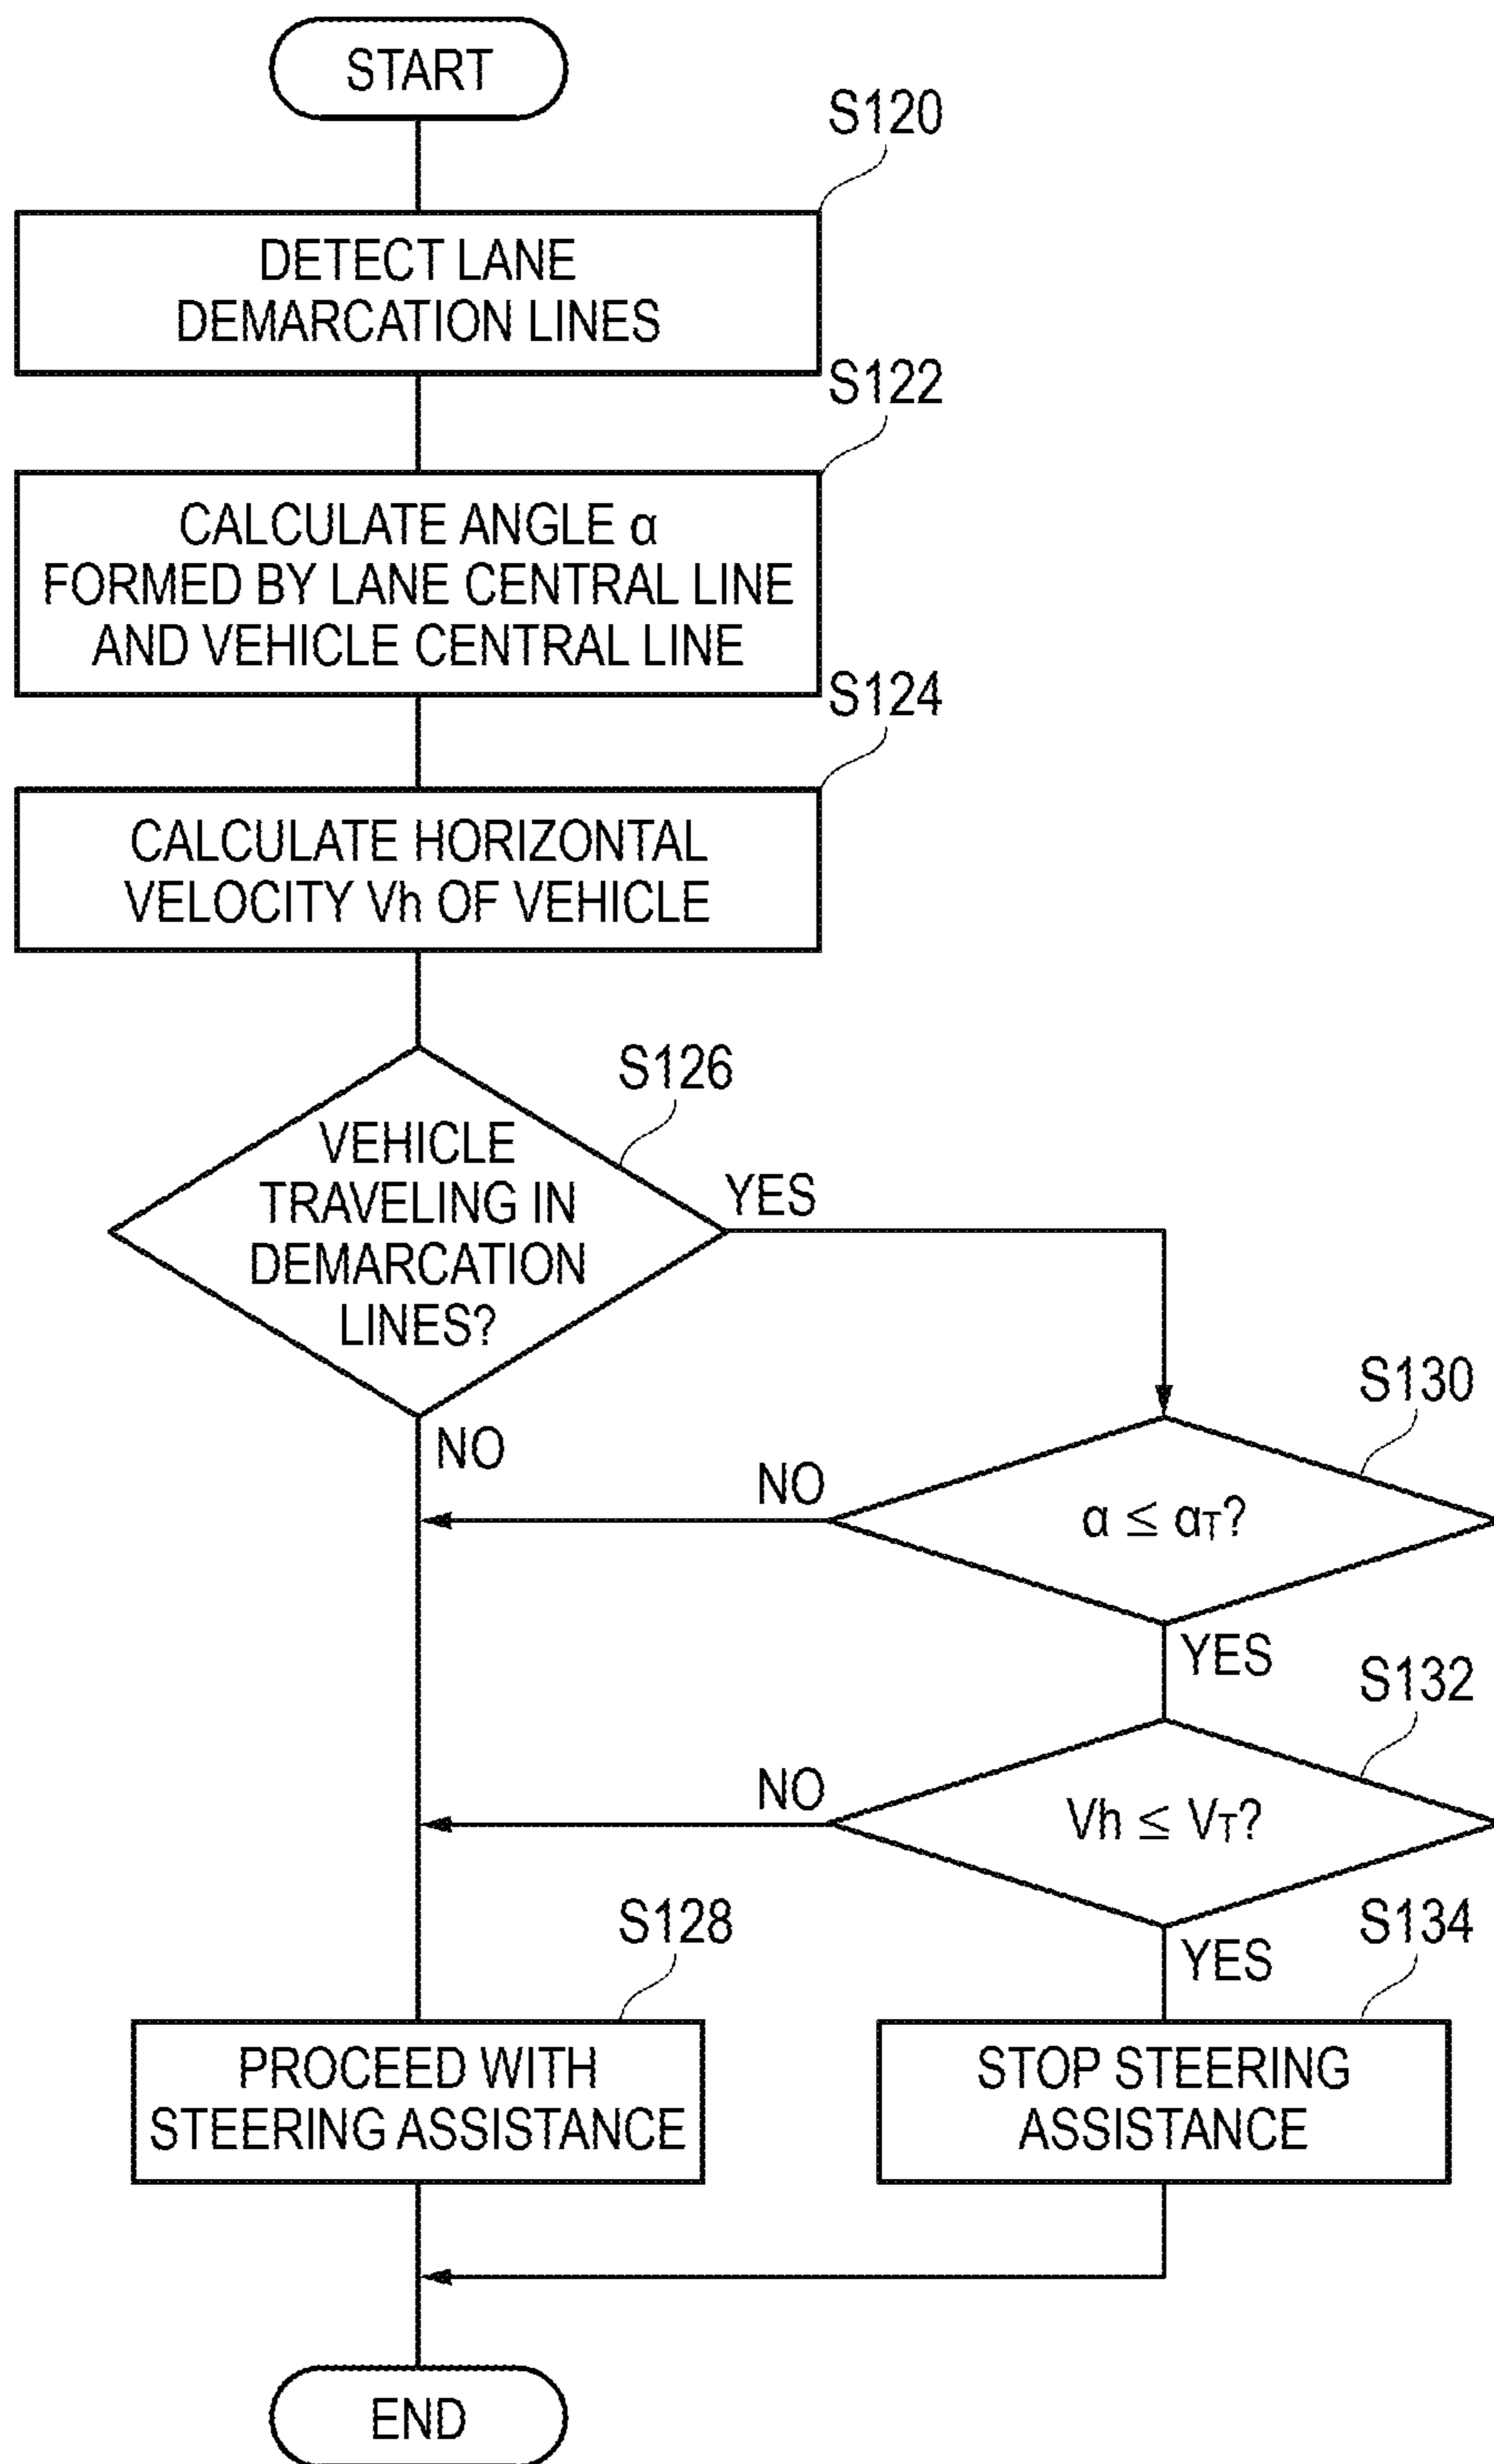 START
S120
DETECT LANE
DEMARCATION LINES
S122
CALCULATE ANGLE α
FORMED BY LANE CENTRAL LINE
AND VEHICLE CENTRAL LINE
S124
CALCULATE HORIZONTAL
VELOCITY Vh OF VEHICLE
S126
VEHICLE
TRAVELING IN
DEMARCATION
LINES?
YES
NO
S130
NO
α ≤ αT?
YES
S132
NO
Vh ≤ VT?
YES
S128
PROCEED WITH
STEERING ASSISTANCE
S134
STOP STEERING
ASSISTANCE
END